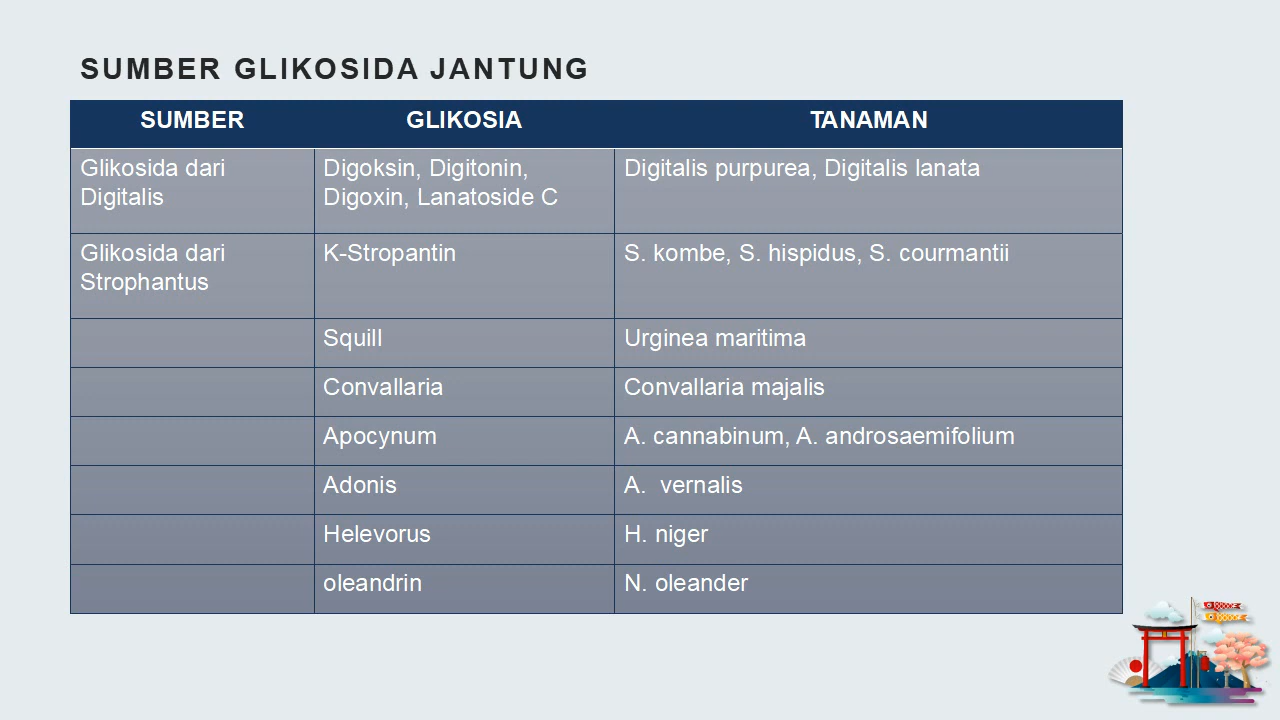 SUMBER GLIKOSIDA JANTUNG
SUMBER GLIKOSIA TANAMAN
Glikosida dari Digitalis
Digoksin, Digitonin,
Digoxin, Lanatoside C
Digitalis purpurea, Digitalis lanata
Glikosida dari Strophantus
K-Stropantin
S. kombe, S. hispidus, S. courmantii
Squill
Urginea maritima
Convallaria
Convallaria majalis
Apocynum
A. cannabinum, A. androsaemifolium
Adonis
A.  vernalis
Helevorus
H. niger
oleandrin
N. oleander